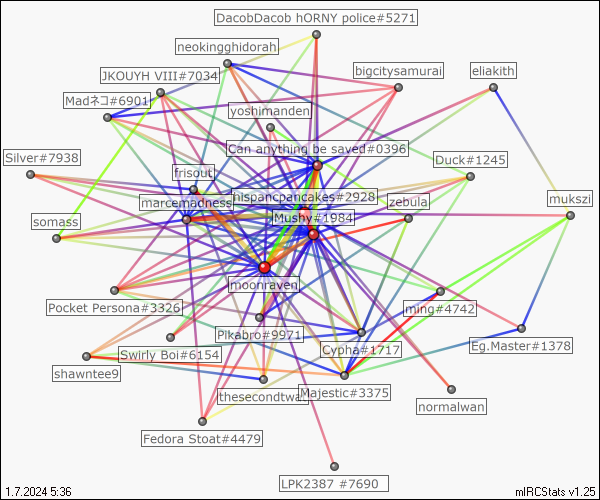 DacobDacob hORNY police#5271
neokingghidorah
JKOUYH VIII#7034
bigcitysamurai
eliakith
Madネコ#6901
yoshimanden
Can anything be saved#0396
Silver#7938
Duck#1245
frisout
hispancpancakes#2928
marcemadness
zebula
mukszi
Mushy#1984
somass
moonraven
Pocket Persona#3326
ming#4742
Pikabro#9971
Eg.Master#1378
Cypha#1717
Swirly Boi#6154
shawntee9
thesecondtwa
Majestic#3375
normalwan
Fedora Stoat#4479
LPK2387 #7690
1.7.2024 5:36
mIRCStats v1.25